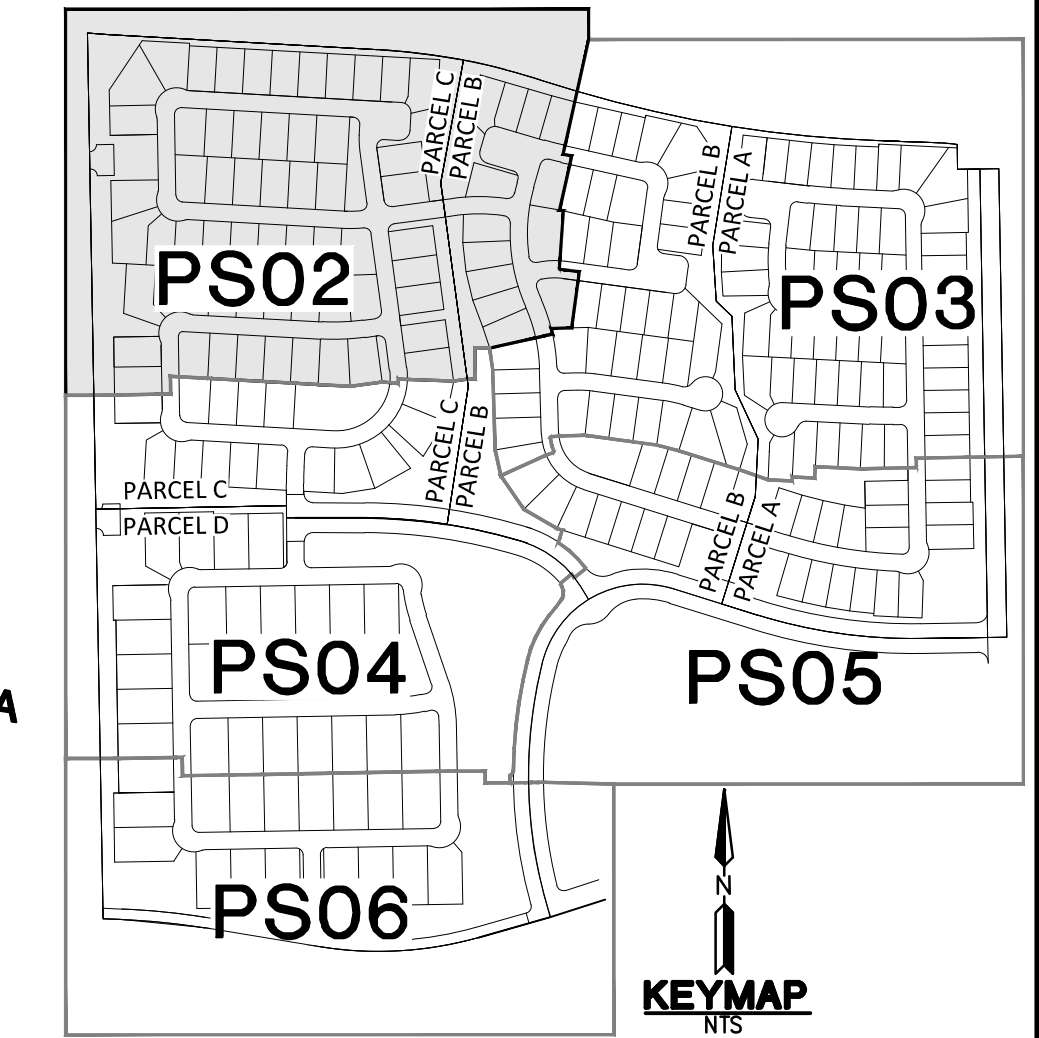 PARCEL C
PARCEL B
PARCEL B
PARCEL A
PS02
PS03
PARCEL C
PARCEL B
PARCEL C
PARCEL D
PARCEL B
PARCEL A
PS04
PS05
A
PS06
N
KEYMAP
NTS